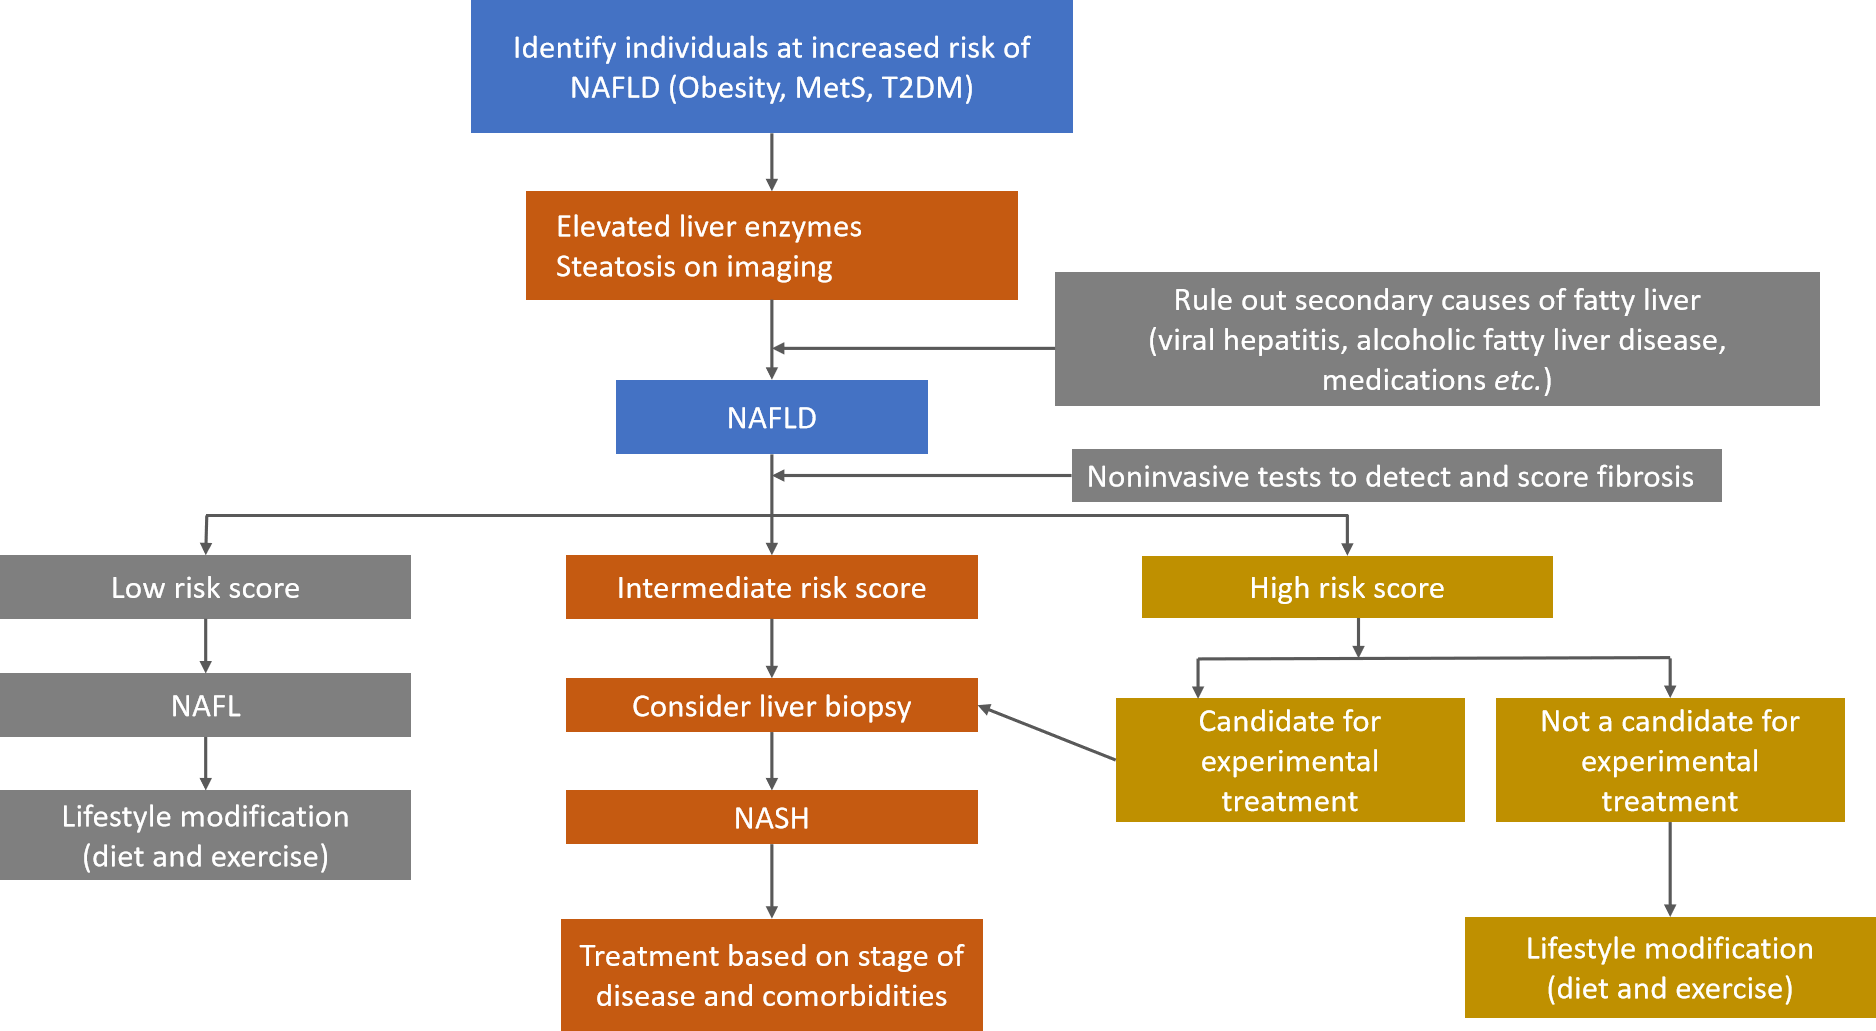 Identify individuals at increased risk of
NAFLD (Obesity, MetS, T2DM)
Elevated liver enzymes
Steatosis on imaging
Rule out secondary causes of fatty liver
(viral hepatitis, alcoholic fatty liver disease,
medications etc.)
NAFLD
Noninvasive tests to detect and score fibrosis
Low risk score
Intermediate risk score
High risk score
NAFL
Consider liver biopsy
Candidate for
experimental
treatment
Not a candidate for
experimental
treatment
Lifestyle modification
(diet and exercise)
NASH
Treatment based on stage of
disease and comorbidities
Lifestyle modification
(diet and exercise)